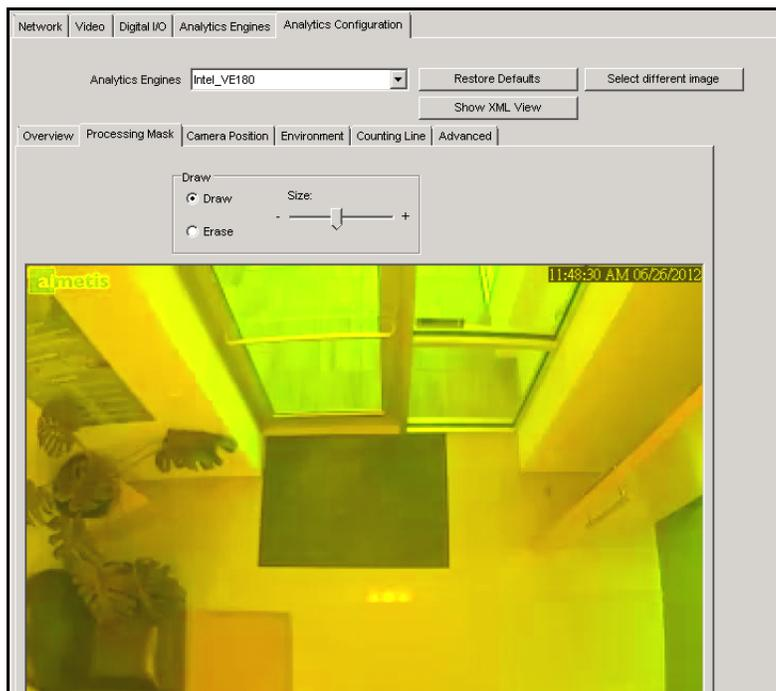 Network Video Digital I/O Analytics Engines Analytics Configuration
Analytics Engines Intel_VE180 Restore Defaults Select different image
Show XML View
Overview Processing Mask Camera Position Environment Counting Line Advanced
Draw
Draw Size:
- +
Erase
aimetis 11:48:30 AM 06/26/2012